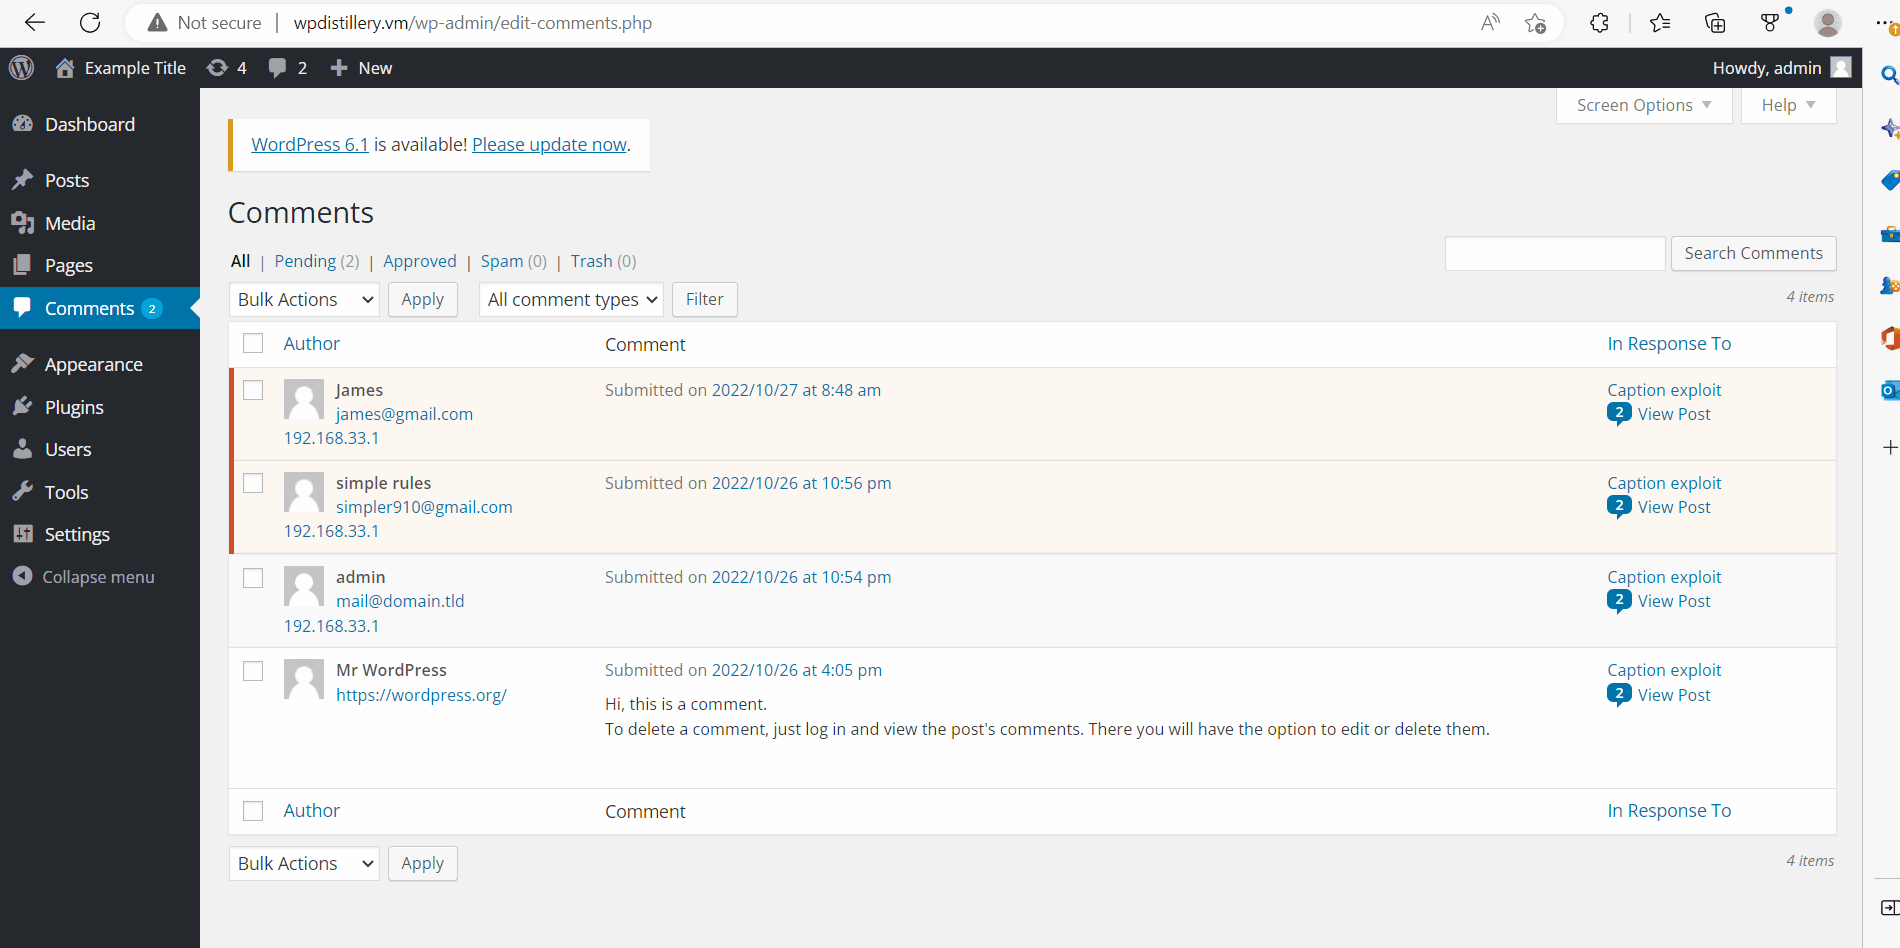 Not secure | wpdistillery.vm/wp-admin/edit-comments.php
Example Title 4 2 New Howdy, admin
Screen Options Help
Dashboard
Posts
Media
Pages
Comments 2
Appearance
Plugins
Users
Tools
Settings
Collapse menu
WordPress 6.1 is available! Please update now.
Comments
All | Pending (2) | Approved | Spam (0) | Trash (0)
Search Comments
Bulk Actions Apply All comment types Filter
4 items
Author Comment In Response To
James Submitted on 2022/10/27 at 8:48 am Caption exploit
james@gmail.com 2 View Post
192.168.33.1
simple rules Submitted on 2022/10/26 at 10:56 pm Caption exploit
simpler910@gmail.com 2 View Post
192.168.33.1
admin Submitted on 2022/10/26 at 10:54 pm Caption exploit
mail@domain.tld 2 View Post
192.168.33.1
Mr WordPress Submitted on 2022/10/26 at 4:05 pm Caption exploit
https://wordpress.org/ 2 View Post
Hi, this is a comment.
To delete a comment, just log in and view the post's comments. There you will have the option to edit or delete them.
Author Comment In Response To
Bulk Actions Apply
4 items